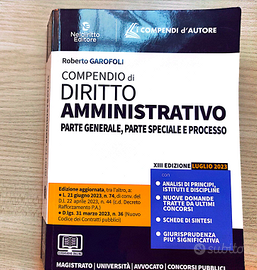 NelDiritto
Editore
I COMPENDI d'AUTORE
Roberto GAROFOLI
COMPENDIO di
DIRITTO
AMMINISTRATIVO
PARTE GENERALE, PARTE SPECIALE E PROCESSO
XIII EDIZIONE LUGLIO 2023
Edizione aggiornata, tra l'altro, a:
• L. 21 giugno 2023, n. 74, di conv. del
D.l. 22 aprile 2023, n. 44 (c.d. Decreto
Rafforzamento P.A.)
• D.lgs. 31 marzo 2023, n. 36 (Nuovo
Codice dei Contratti pubblici)
con
• ANALISI DI PRINCIPI,
ISTITUTI E DISCIPLINE
• NUOVE DOMANDE
TRATTE DA ULTIMI
CONCORSI
• SCHEDE DI SINTESI
• GIURISPRUDENZA
PIU' SIGNIFICATIVA
subito
MAGISTRATO | UNIVERSITÀ | AVVOCATO | CONCORSI PUBBLICI